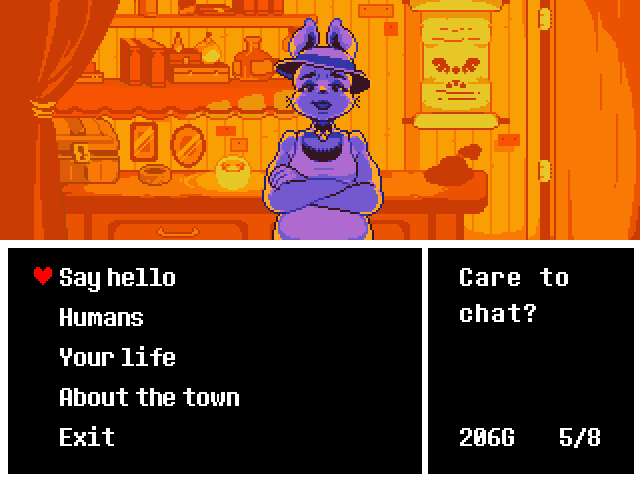 Say hello
Humans
Your life
About the town
Exit
Care to
chat?
206G 5/8